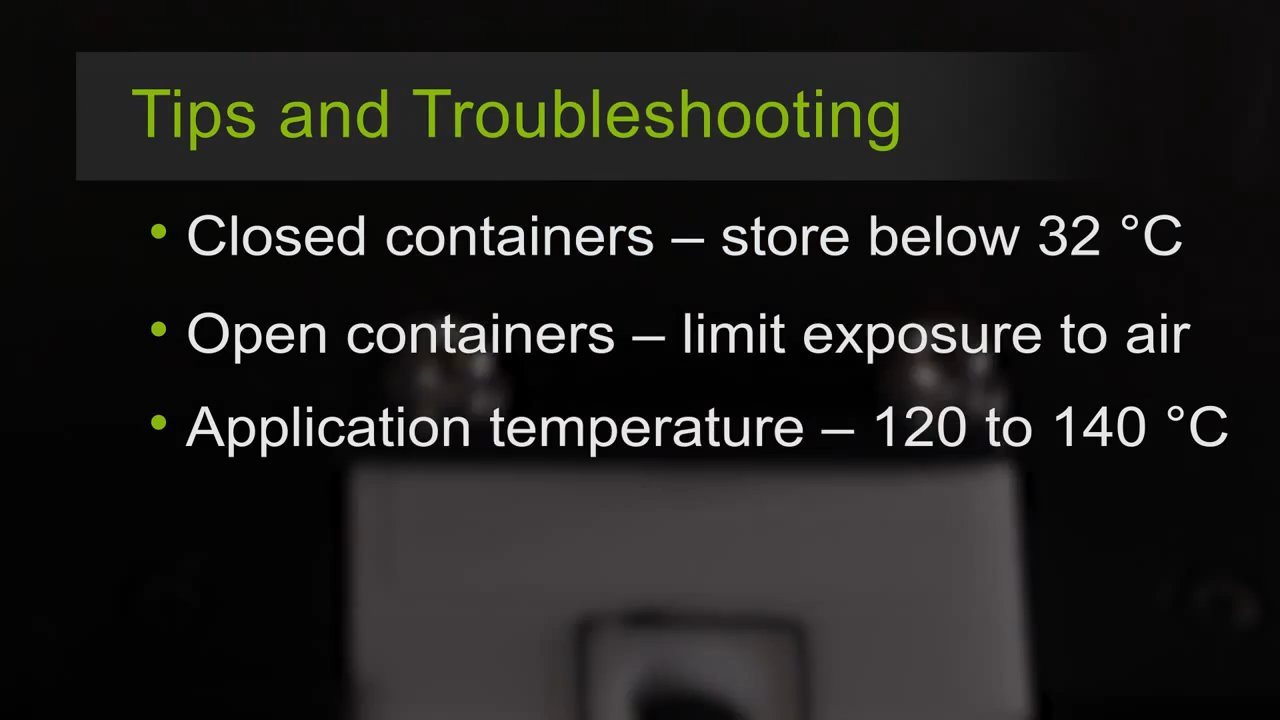 Tips and Troubleshooting
• Closed containers – store below 32 °C
• Open containers – limit exposure to air
• Application temperature – 120 to 140 °C